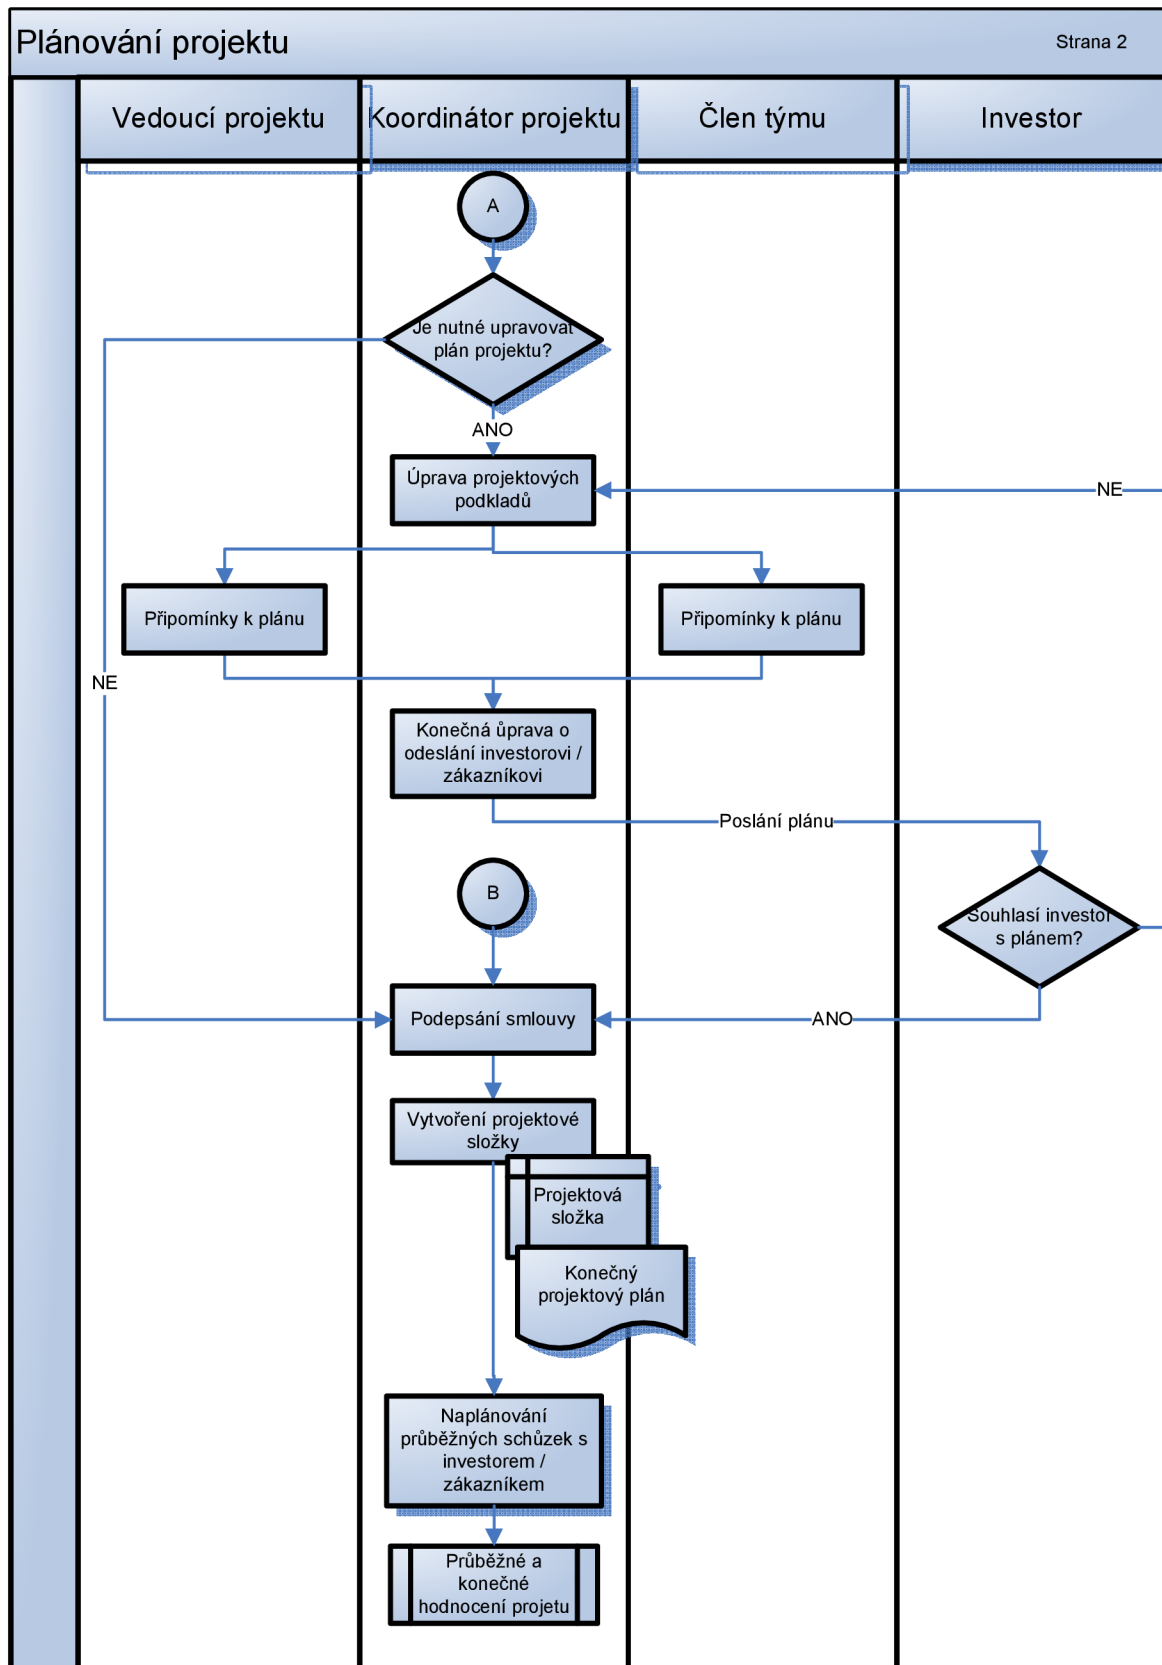 Plánování projektu
Strana 2
Vedoucí projektu
Koordinátor projektu
Člen týmu
Investor
A
Je nutné upravovat
plán projektu?
ANO
Úprava projektových
podkladů
NE
Připomínky k plánu
Připomínky k plánu
NE
Konečná ůprava o
odeslání investorovi /
zákazníkovi
Poslání plánu
B
Souhlasí investor
s plánem?
Podepsání smlouvy
ANO
Vytvoření projektové
složky
Projektová
složka
Konečný
projektový plán
Naplánování
průběžných schůzek s
investorem /
zákazníkem
Průběžné a
konečné
hodnocení projetu